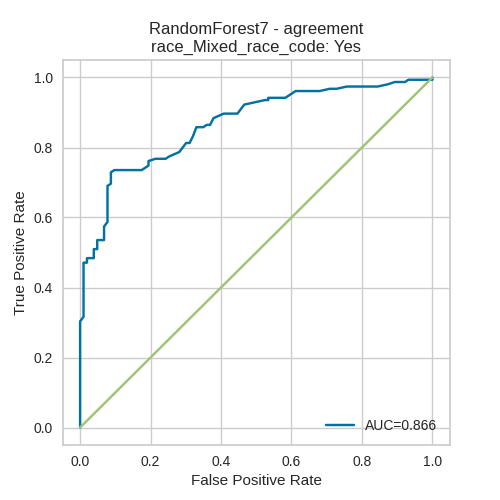 RandomForest7 - agreement
race_Mixed_race_code: Yes
True Positive Rate
1.0
0.8
0.6
0.4
0.2
0.0
AUC=0.866
0.0 0.2 0.4 0.6 0.8 1.0
False Positive Rate